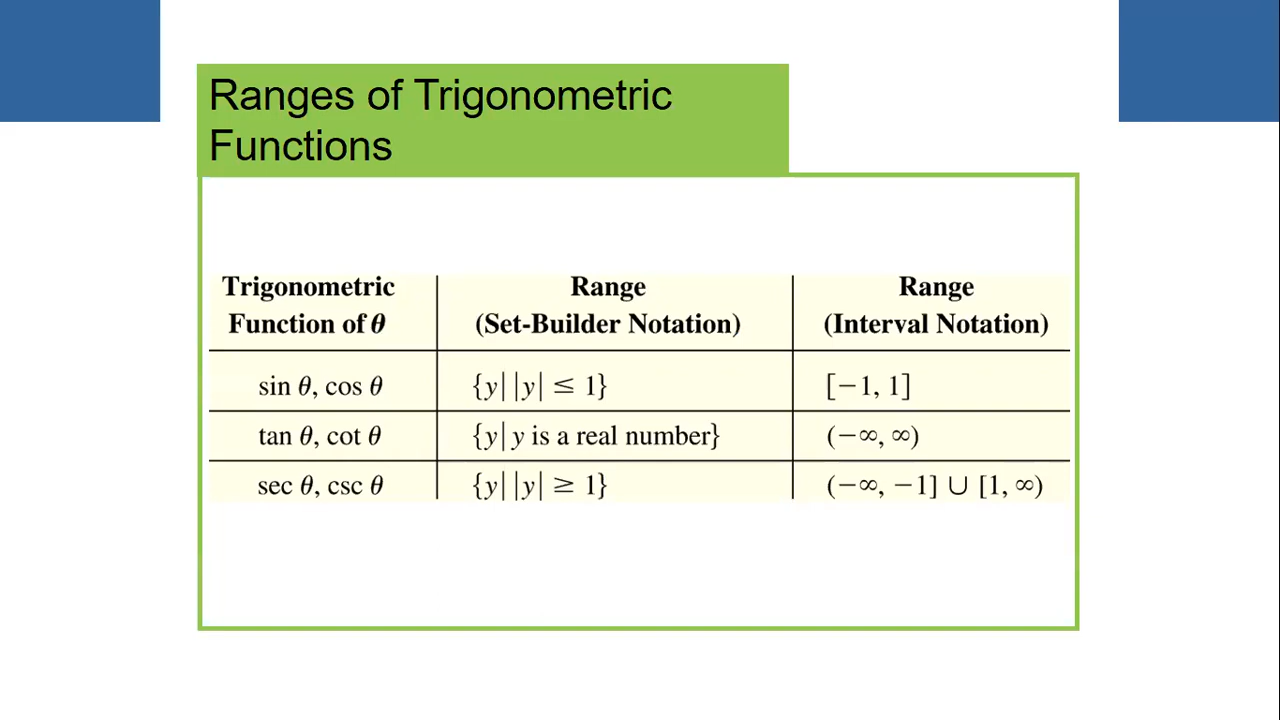 Ranges of Trigonometric
Functions
Trigonometric Function of θ | Range (Set-Builder Notation) | Range (Interval Notation)
sin θ, cos θ | {y| |y| ≤ 1} | [−1, 1]
tan θ, cot θ | {y| y is a real number} | (−∞, ∞)
sec θ, csc θ | {y| |y| ≥ 1} | (−∞, −1] ∪ [1, ∞)